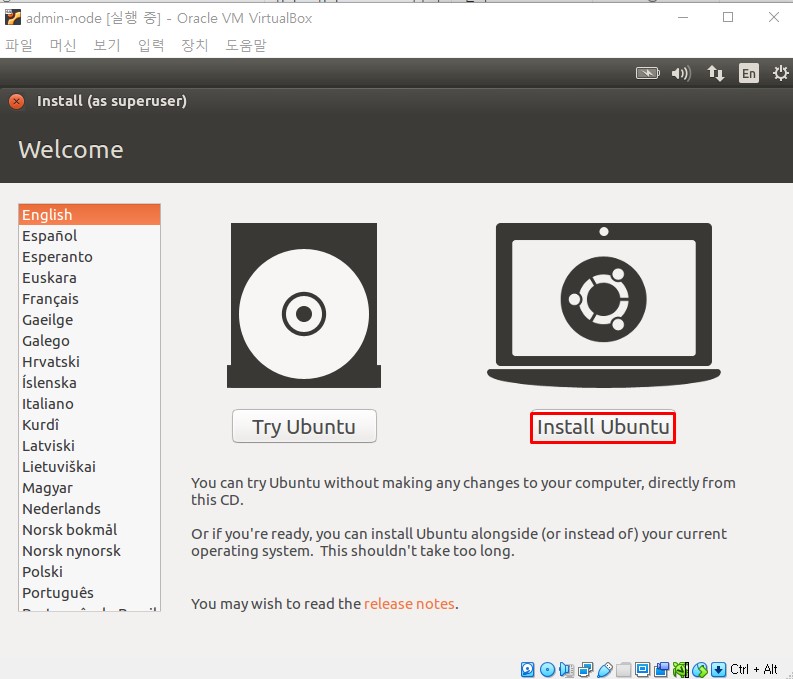 admin-node [실행 중] - Oracle VM VirtualBox
파일 머신 보기 입력 장치 도움말
En
Install (as superuser)
Welcome
English
Español
Esperanto
Euskara
Français
Gaeilge
Galego
Hrvatski
Íslenska
Italiano
Kurdî
Latviski
Lietuviškai
Magyar
Nederlands
Norsk bokmål
Norsk nynorsk
Polski
Português
Try Ubuntu
Install Ubuntu
You can try Ubuntu without making any changes to your computer, directly from
this CD.
Or if you're ready, you can install Ubuntu alongside (or instead of) your current
operating system. This shouldn't take too long.
You may wish to read the release notes.
Ctrl + Alt